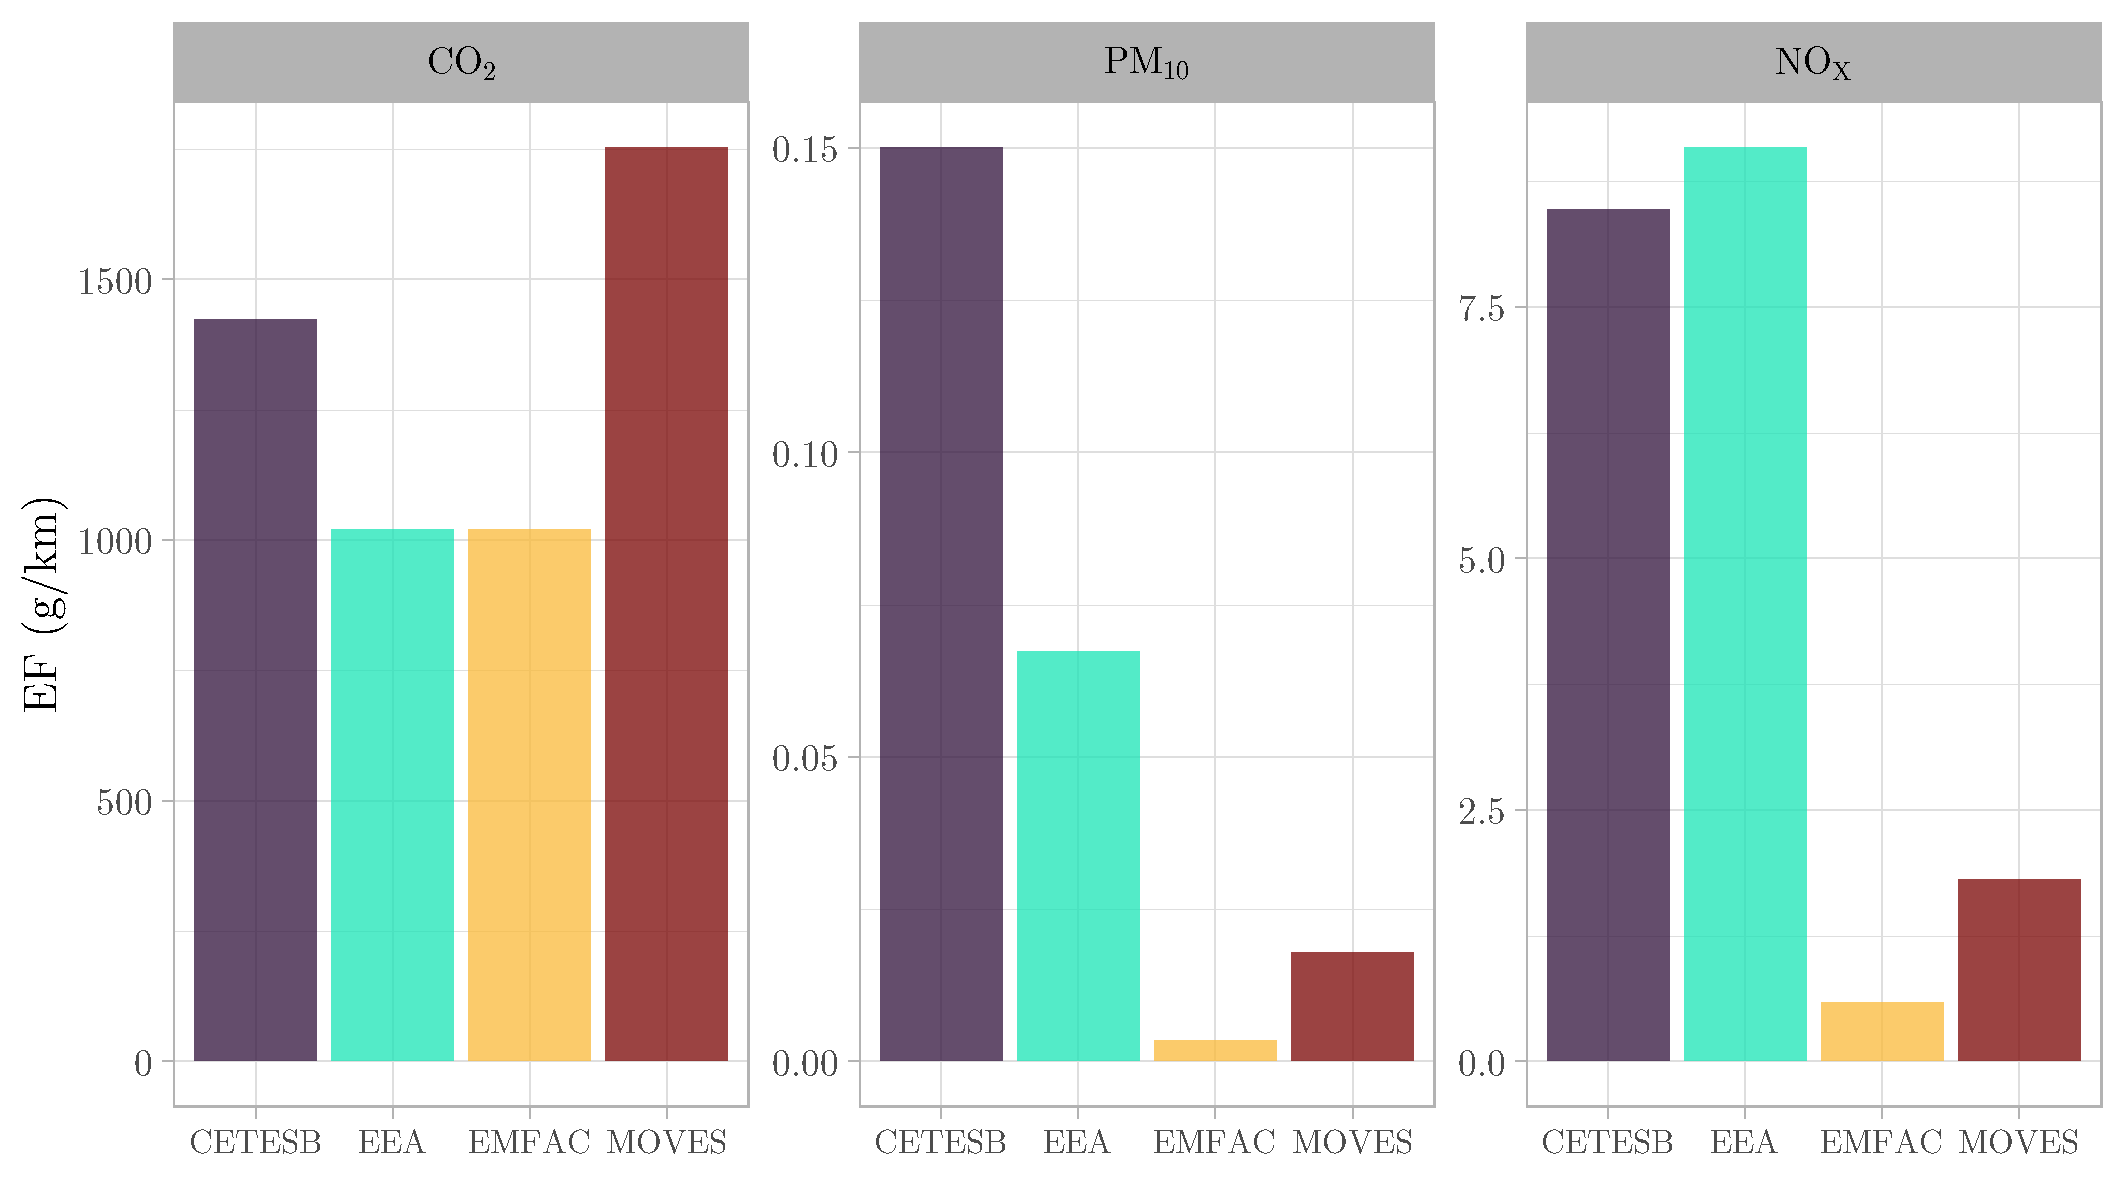 CO₂ PM₁₀ NOₓ
EF (g/km)
1500
1000
500
0
0.15
0.10
0.05
0.00
7.5
5.0
2.5
0.0
CETESB EEA EMFAC MOVES
CETESB EEA EMFAC MOVES
CETESB EEA EMFAC MOVES